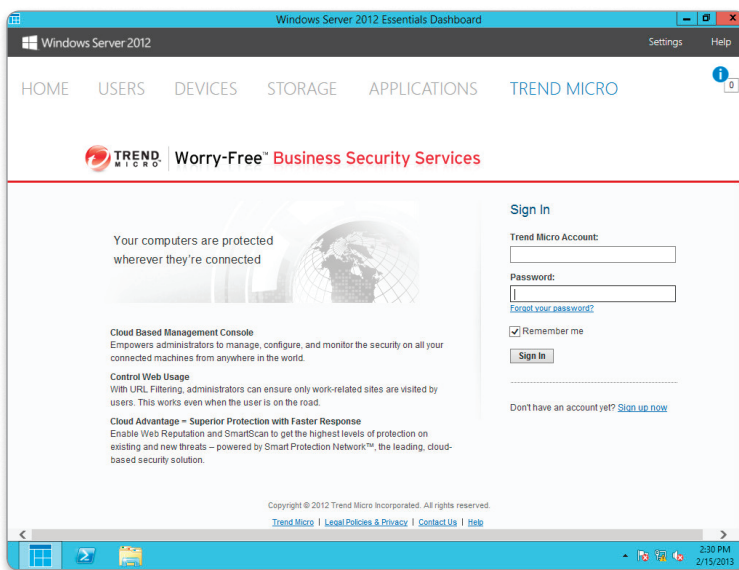 Windows Server 2012 Essentials Dashboard
Windows Server 2012
Settings
Help
HOME
USERS
DEVICES
STORAGE
APPLICATIONS
TREND MICRO
0
TREND MICRO
Worry-Free™ Business Security Services
Your computers are protected
wherever they're connected
Cloud Based Management Console
Empowers administrators to manage, configure, and monitor the security on all your
connected machines from anywhere in the world.
Control Web Usage
With URL Filtering, administrators can ensure only work-related sites are visited by
users. This works even when the user is on the road.
Cloud Advantage = Superior Protection with Faster Response
Enable Web Reputation and SmartScan to get the highest levels of protection on
existing and new threats – powered by Smart Protection Network™, the leading, cloud-
based security solution.
Sign In
Trend Micro Account:
Password:
Forgot your password?
Remember me
Sign In
Don't have an account yet? Sign up now
Copyright © 2012 Trend Micro Incorporated. All rights reserved.
Trend Micro | Legal Policies & Privacy | Contact Us | Help
2:30 PM
2/15/2013